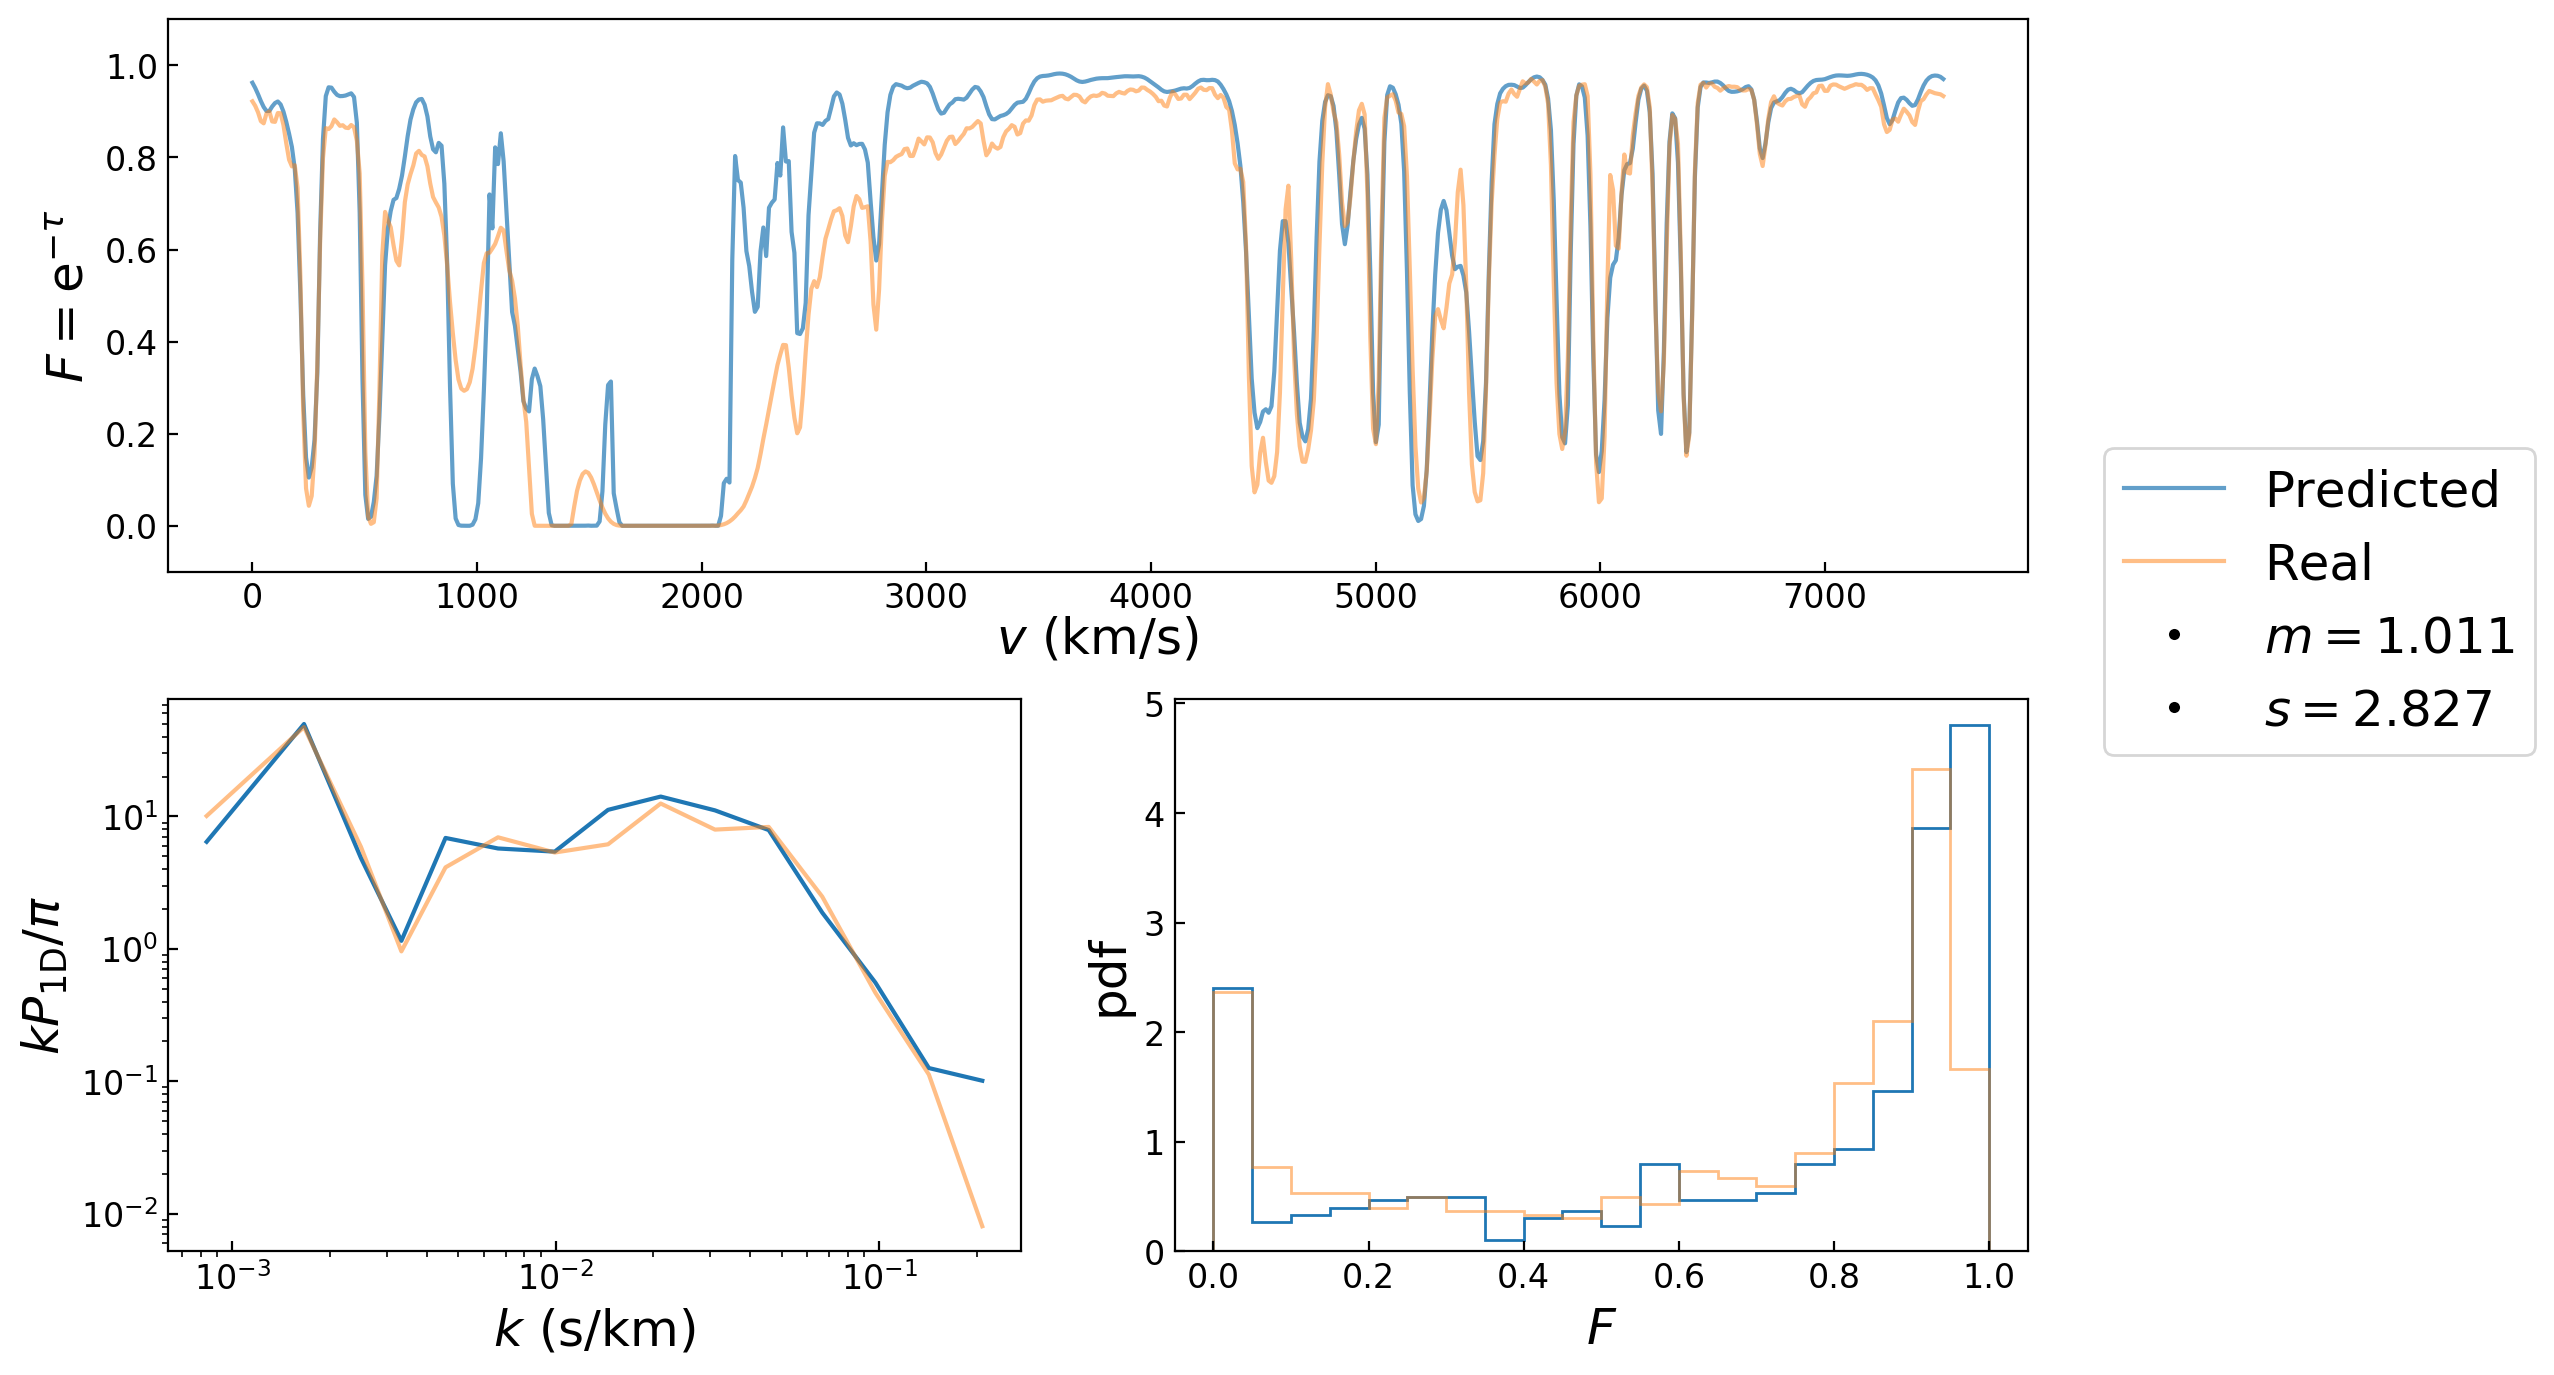 F = e^{−τ}
1.0
0.8
0.6
0.4
0.2
0.0
0 1000 2000 3000 4000 5000 6000 7000
v (km/s)
Predicted
Real
m = 1.011
s = 2.827
kP_{1D}/π
10^1
10^0
10^{−1}
10^{−2}
10^{−3} 10^{−2} 10^{−1}
k (s/km)
pdf
5
4
3
2
1
0
0.0 0.2 0.4 0.6 0.8 1.0
F